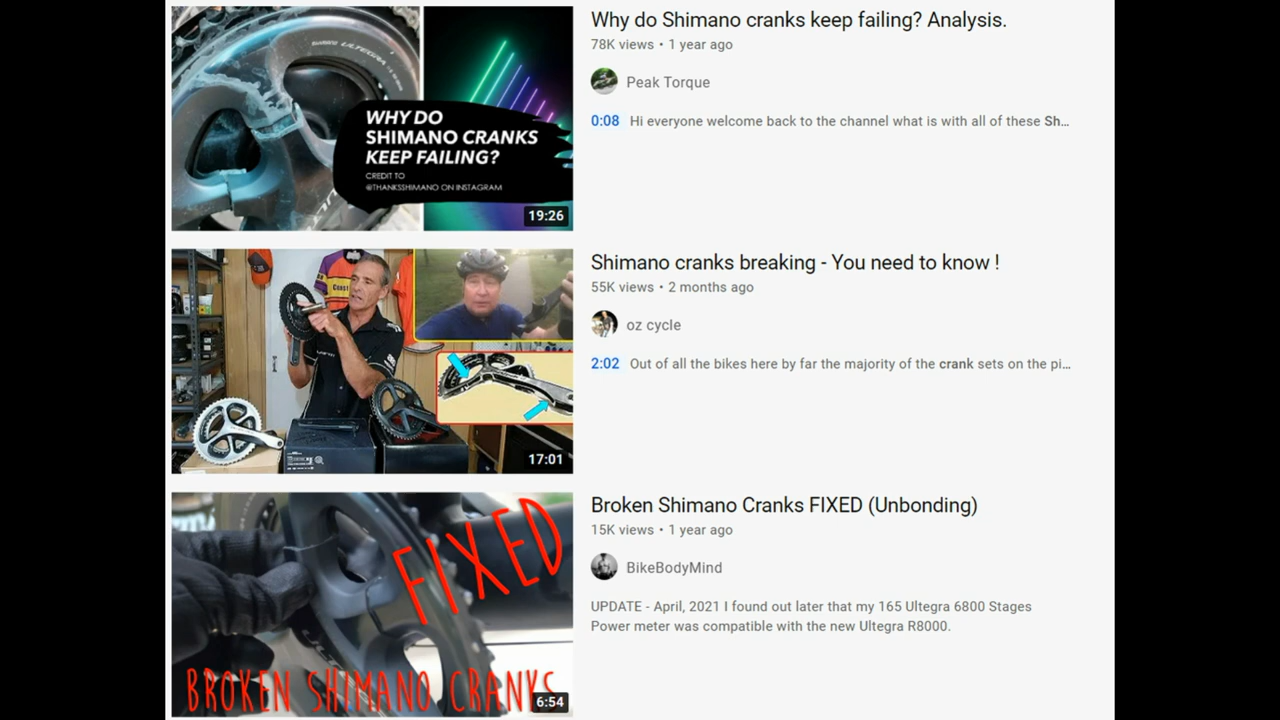 Why do Shimano cranks keep failing? Analysis.
78K views • 1 year ago
Peak Torque
0:08 Hi everyone welcome back to the channel what is with all of these Sh...
SHIMANO ULTEGRA
WHY DO
SHIMANO CRANKS
KEEP FAILING?
CREDIT TO
@THANKSSHIMANO ON INSTAGRAM
19:26
Shimano cranks breaking - You need to know !
55K views • 2 months ago
oz cycle
2:02 Out of all the bikes here by far the majority of the crank sets on the pi...
17:01
Broken Shimano Cranks FIXED (Unbonding)
15K views • 1 year ago
BikeBodyMind
UPDATE - April, 2021 I found out later that my 165 Ultegra 6800 Stages
Power meter was compatible with the new Ultegra R8000.
FIXED
BROKEN SHIMANO CRANKS
6:54